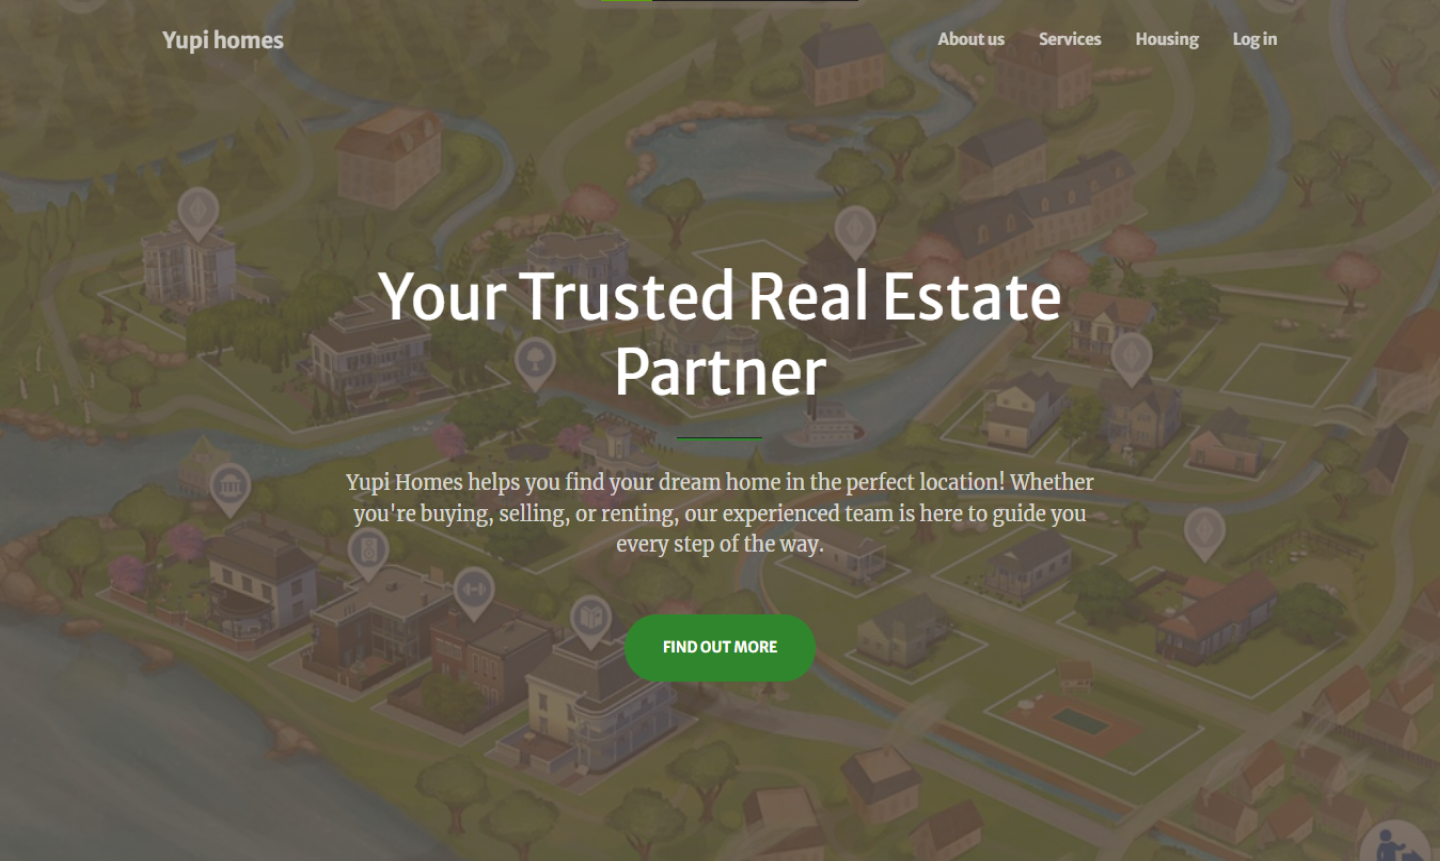 Yupi homes
About us
Services
Housing
Log in
Your Trusted Real Estate
Partner
Yupi Homes helps you find your dream home in the perfect location! Whether
you're buying, selling, or renting, our experienced team is here to guide you
every step of the way.
FIND OUT MORE